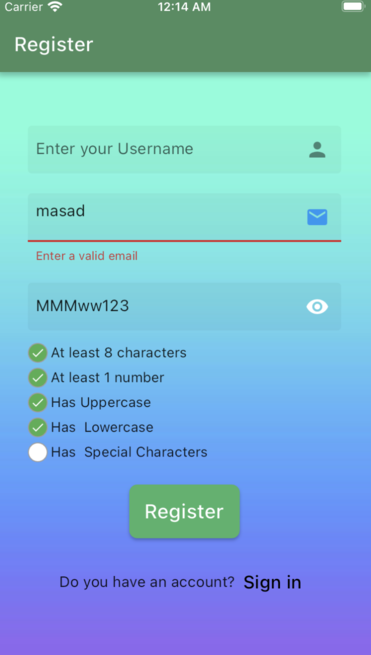 Carrier 12:14 AM
Register
Enter your Username
masad
Enter a valid email
MMMww123
At least 8 characters
At least 1 number
Has Uppercase
Has  Lowercase
Has  Special Characters
Register
Do you have an account? Sign in